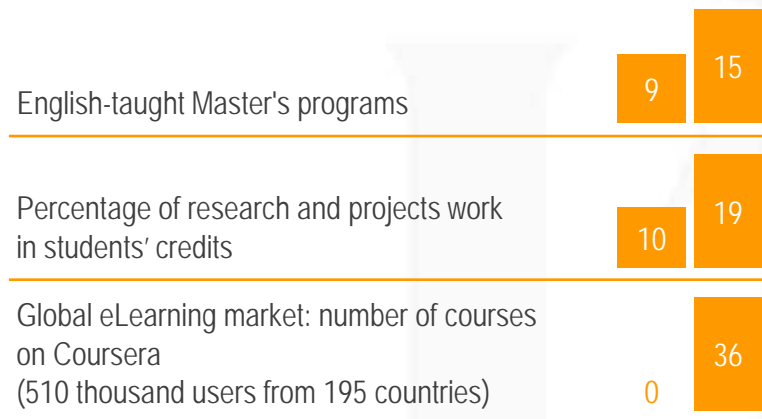 English-taught Master's programs
9
15
Percentage of research and projects work
in students’ credits
10
19
Global eLearning market: number of courses
on Coursera
(510 thousand users from 195 countries)
0
36